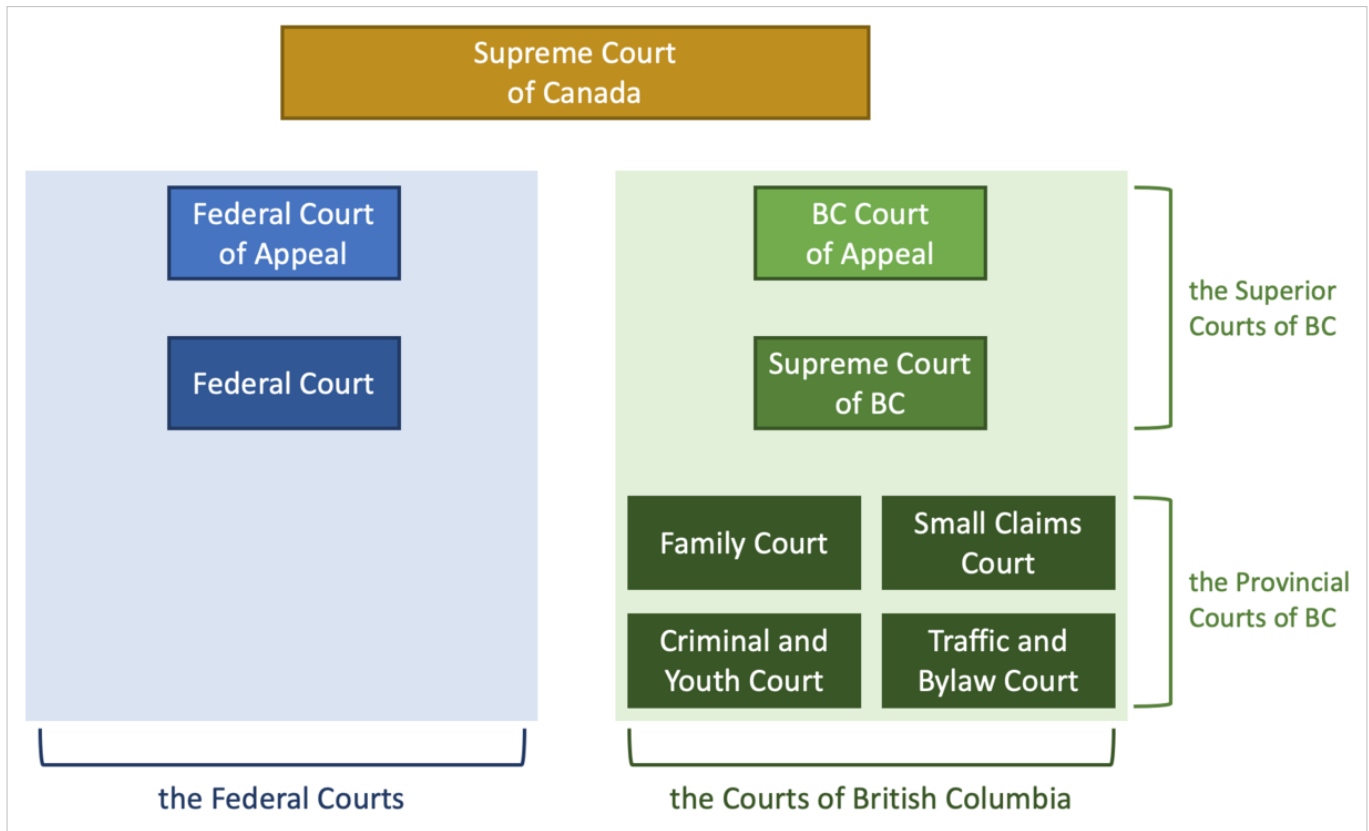 Supreme Court
of Canada
Federal Court
of Appeal
Federal Court
the Federal Courts
BC Court
of Appeal
Supreme Court
of BC
the Superior
Courts of BC
Family Court
Small Claims
Court
Criminal and
Youth Court
Traffic and
Bylaw Court
the Provincial
Courts of BC
the Courts of British Columbia